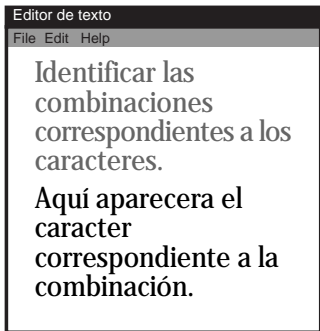 Editor de texto
File Edit Help
Identificar las
combinaciones
correspondientes a los
caracteres.
Aquí aparecera el
caracter
correspondiente a la
combinación.